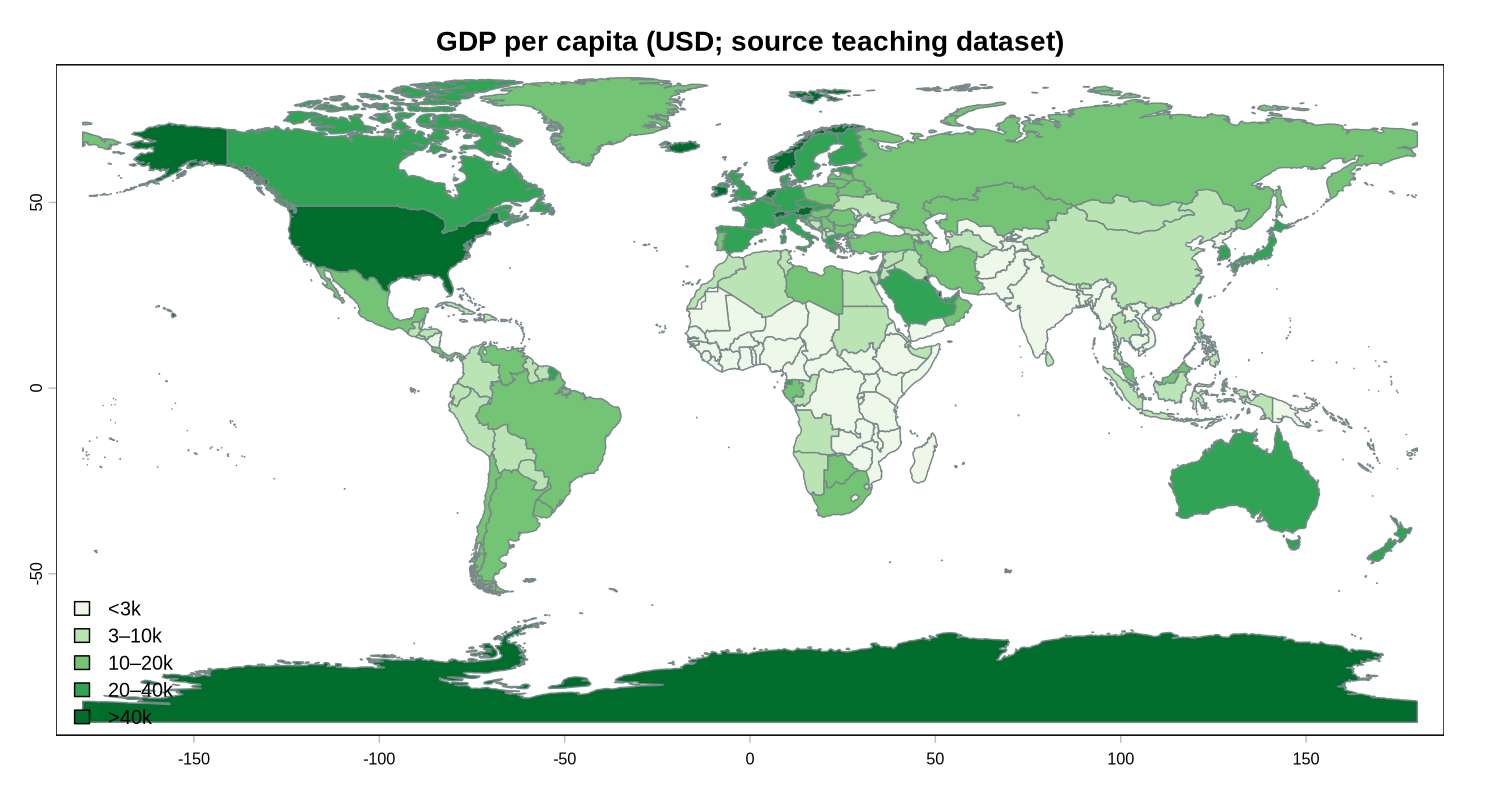 GDP per capita (USD; source teaching dataset)
50
0
-50
<3k
3–10k
10–20k
20–40k
>40k
-150 -100 -50 0 50 100 150